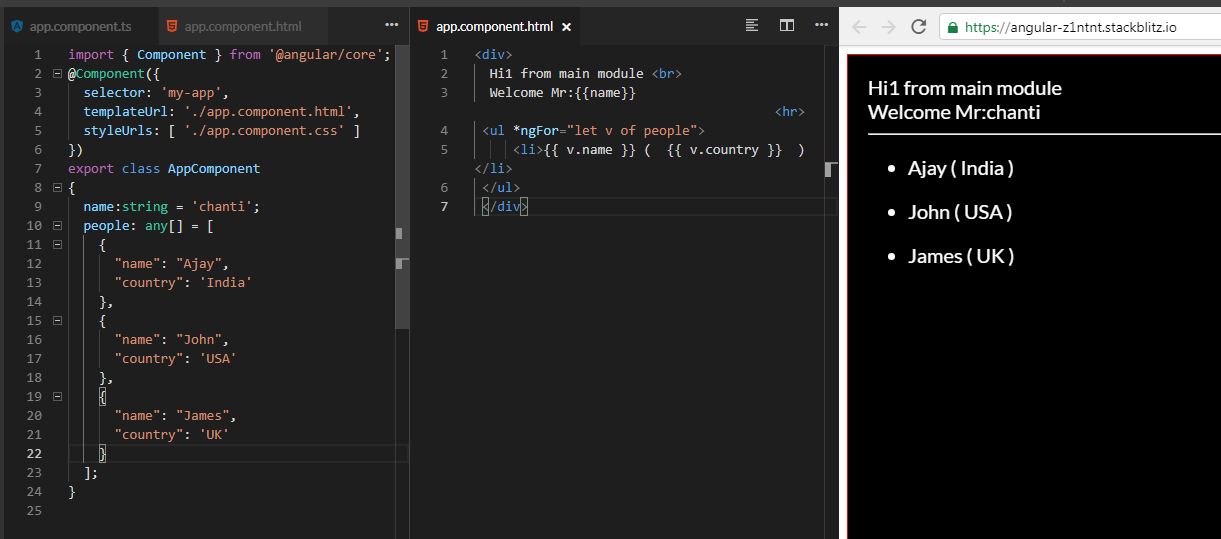 app.component.ts
app.component.html
1 import { Component } from '@angular/core';
2 @Component({
3 selector: 'my-app',
4 templateUrl: './app.component.html',
5 styleUrls: [ './app.component.css' ]
6 })
7 export class AppComponent
8 {
9 name:string = 'chanti';
10 people: any[] = [
11 {
12 "name": "Ajay",
13 "country": 'India'
14 },
15 {
16 "name": "John",
17 "country": 'USA'
18 },
19 {
20 "name": "James",
21 "country": 'UK'
22 }
23 ];
24 }
25
app.component.html
1 <div>
2 Hi1 from main module <br>
3 Welcome Mr:{{name}}
<hr>
4 <ul *ngFor="let v of people">
5 <li>{{ v.name }} ( {{ v.country }} )
</li>
6 </ul>
7 </div>
https://angular-z1ntnt.stackblitz.io
Hi1 from main module
Welcome Mr:chanti
• Ajay ( India )
• John ( USA )
• James ( UK )